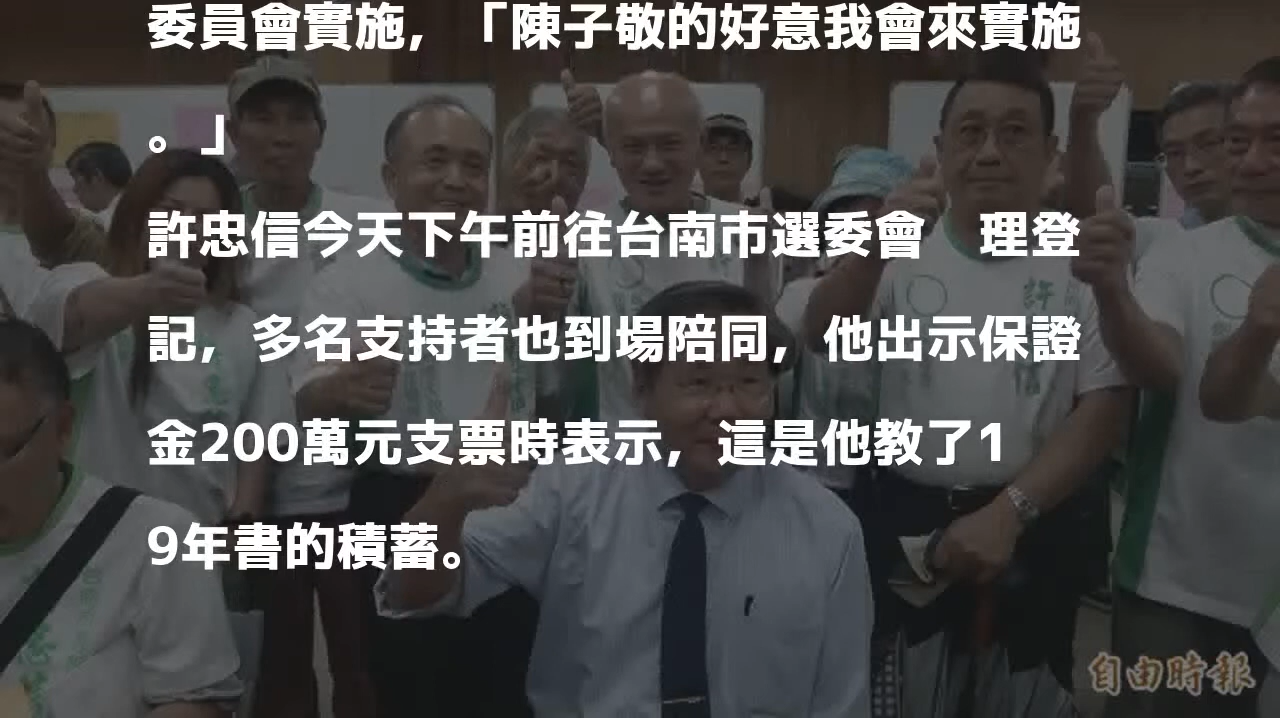 委員會實施，「陳子敬的好意我會來實施
。」
許忠信今天下午前往台南市選委會　理登
記，多名支持者也到場陪同，他出示保證
金200萬元支票時表示，這是他教了1
9年書的積蓄。
自由時報